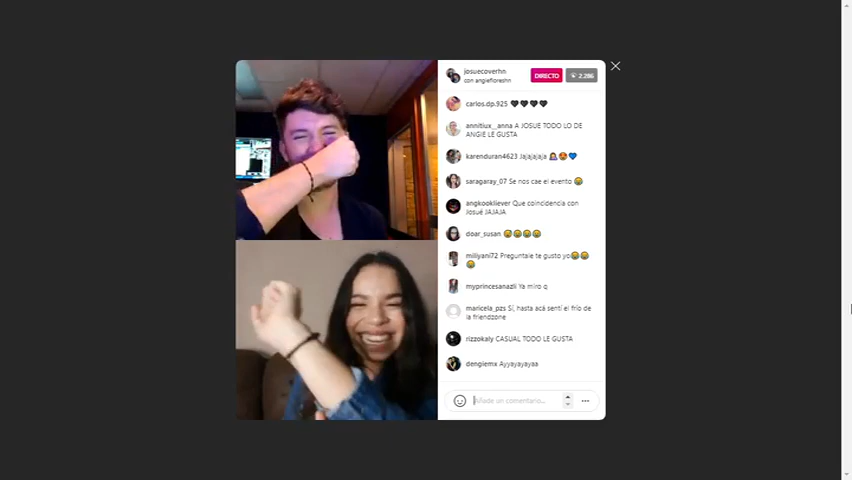 josuecoverhn
con angiefloreshn
DIRECTO
2,286
carlos.dp.925 🖤🖤🖤🖤
annitiux__anna A JOSUE TODO LO DE
ANGIE LE GUSTA
karenduran4623 Jajajajaja 🤷🏻‍♀️😍💙
saragaray_07 Se nos cae el evento 😂
angkookliever Que coincidencia con
Josué JAJAJA
doar_susan 😂😂😂😂
miliyani72 Preguntale te gusto yo😂😂
😂
myprincesanazli Ya miro q
maricela_pzs Sí, hasta acá sentí el frío de
la friendzone
rizzokaly CASUAL TODO LE GUSTA
dengiemx Ayyayayayaa
Añade un comentario...